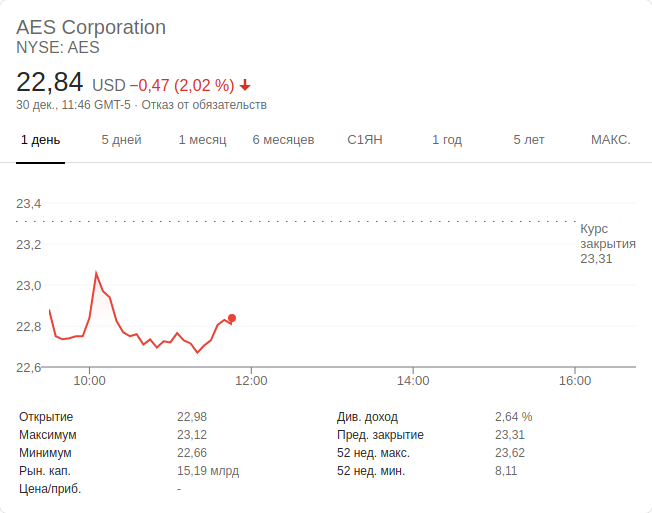 AES Corporation
NYSE: AES
22,84 USD −0,47 (2,02 %)
30 дек., 11:46 GMT-5 · Отказ от обязательств
1 день 5 дней 1 месяц 6 месяцев С1ЯН 1 год 5 лет МАКС.
23,4
Курс
закрытия
23,31
23,2
23,0
22,8
22,6
10:00 12:00 14:00 16:00
Открытие 22,98 Див. доход 2,64 %
Максимум 23,12 Пред. закрытие 23,31
Минимум 22,66 52 нед. макс. 23,62
Рын. кап. 15,19 млрд 52 нед. мин. 8,11
Цена/приб. -